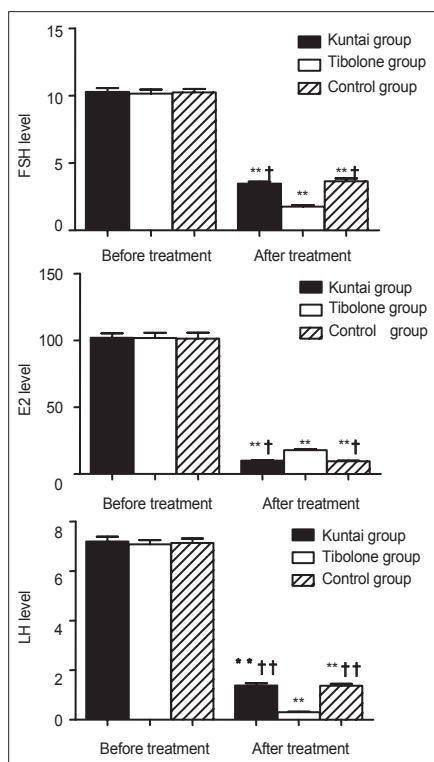 Kuntai group
Tibolone group
Control group
FSH level
15
10
5
0
** †
**
** †
Before treatment
After treatment
Kuntai group
Tibolone group
Control group
E2 level
150
100
50
0
** †
**
** †
Before treatment
After treatment
Kuntai group
Tibolone group
Control group
LH level
8
6
4
2
0
** ††
**
** ††
Before treatment
After treatment